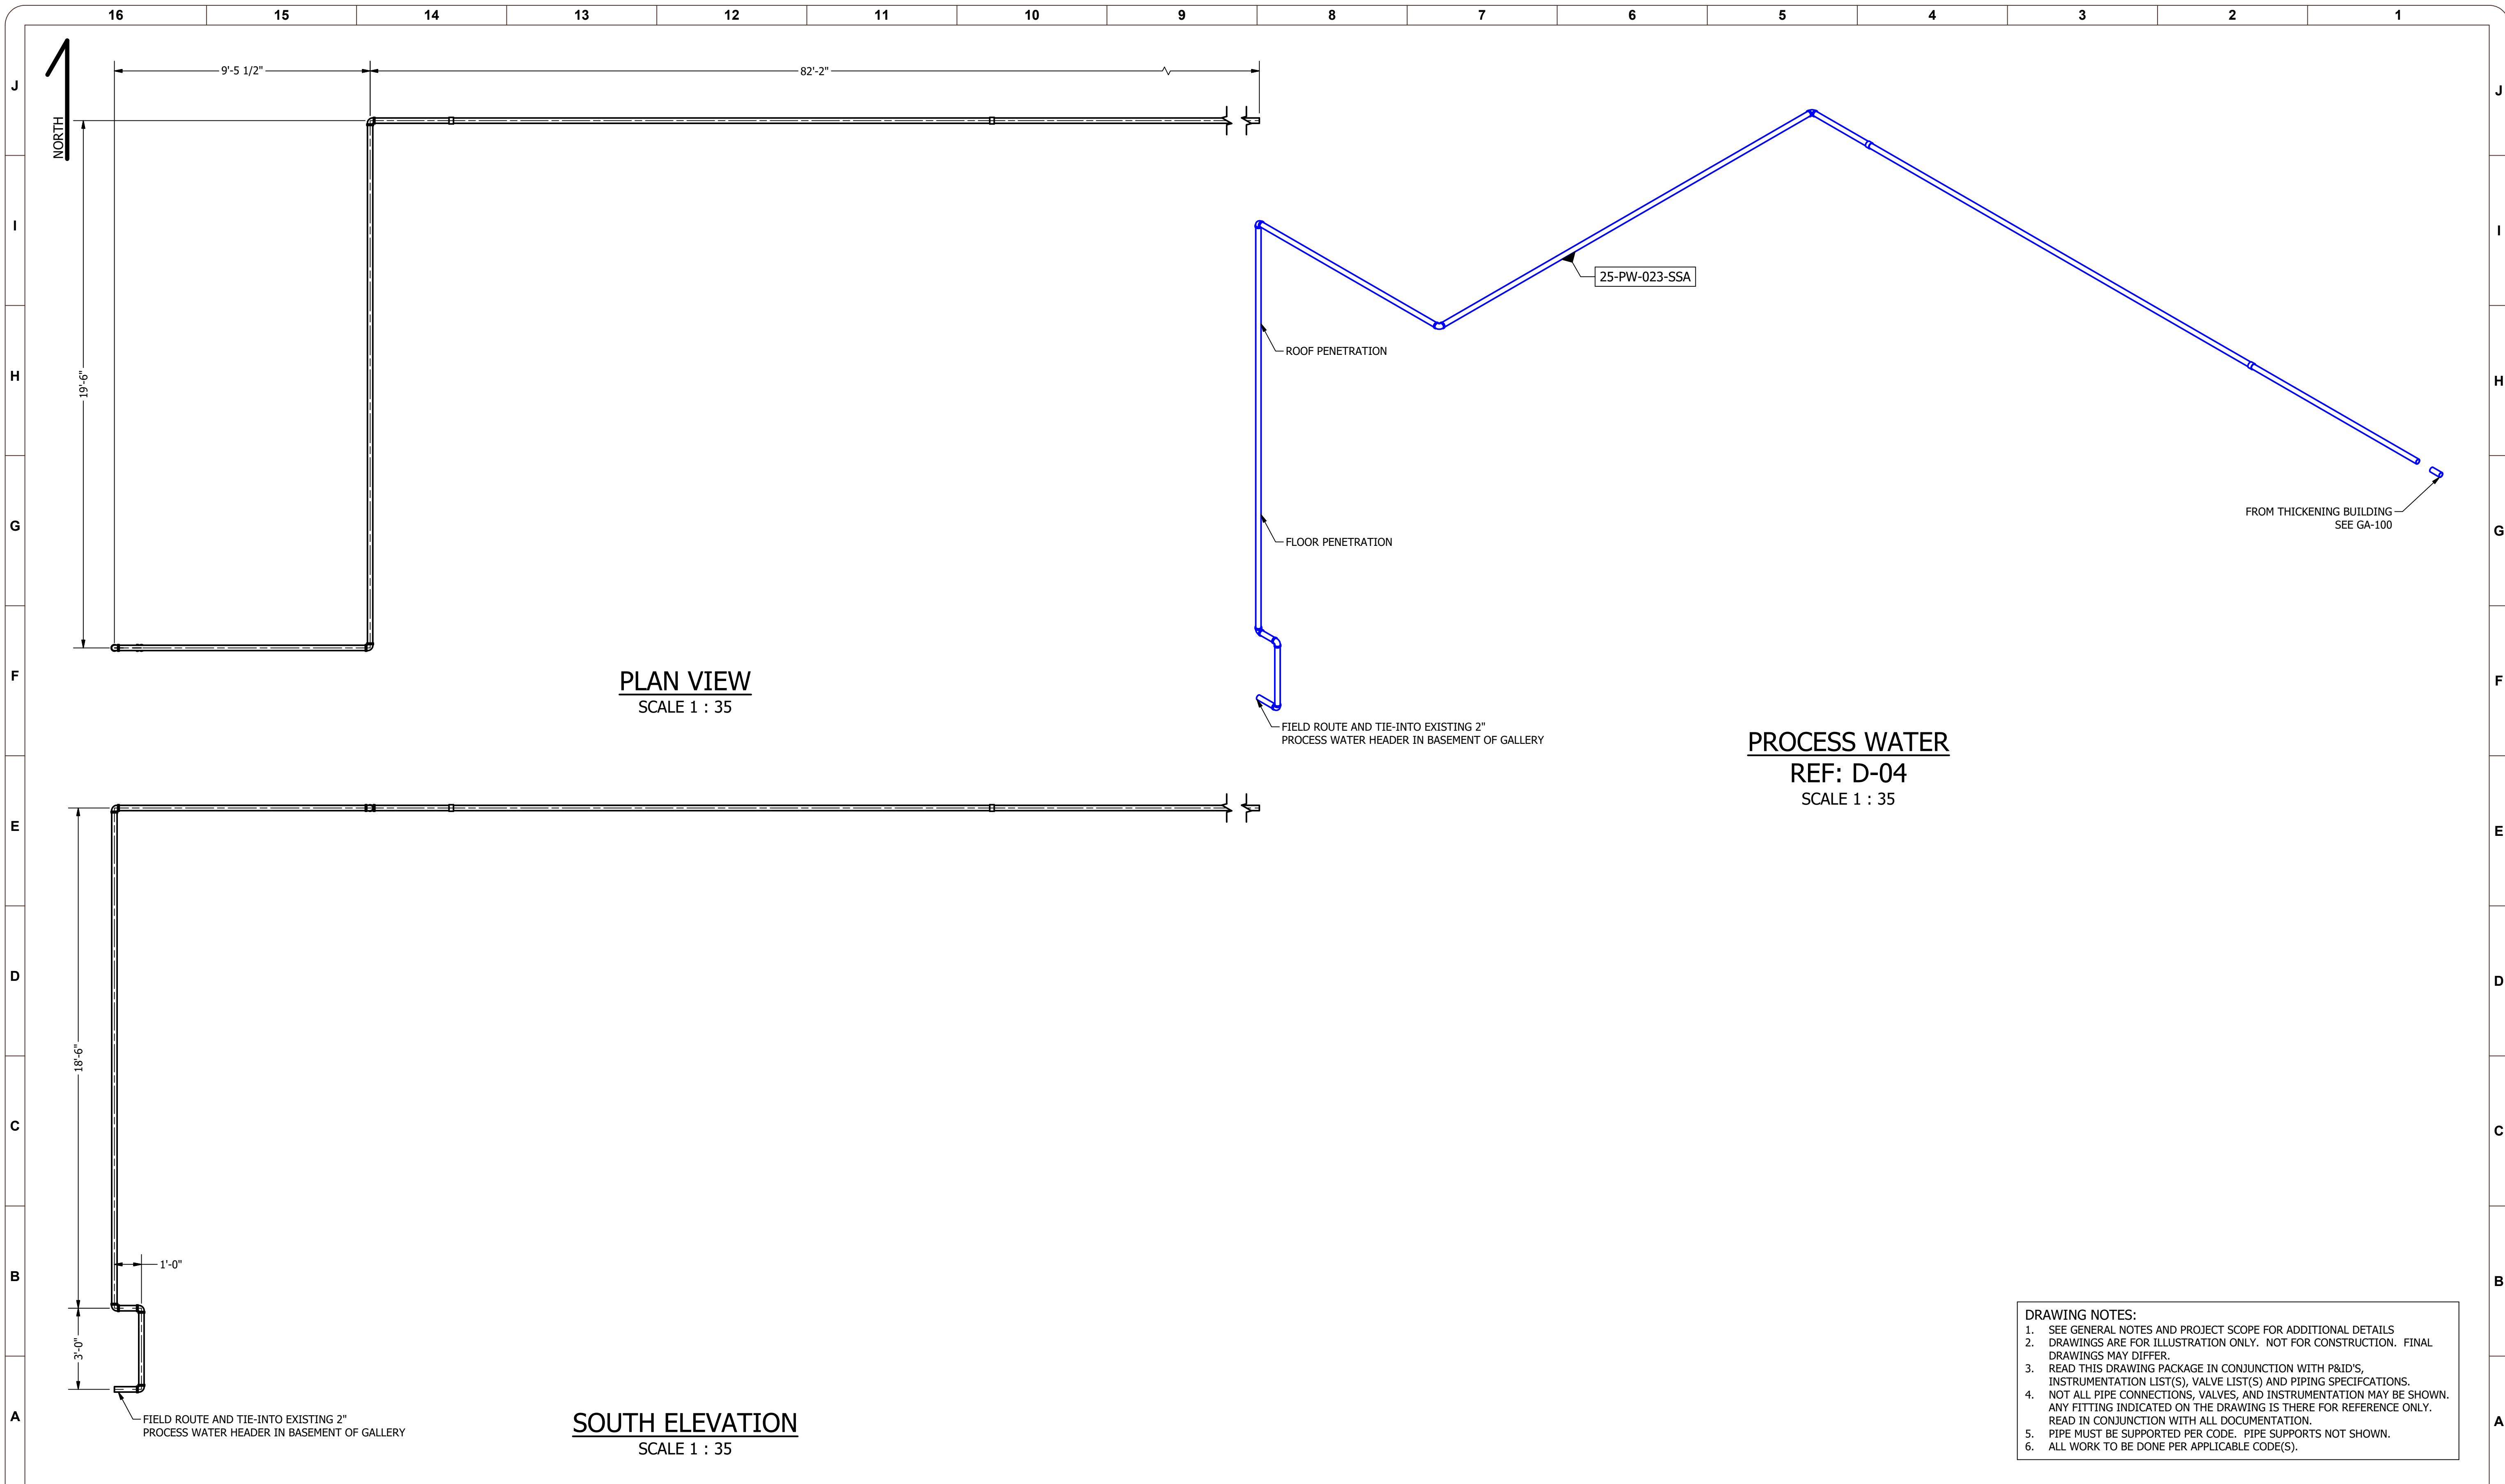 16 15 14 13 12 11 10 9 8 7 6 5 4 3 2 1
J
I
H
G
F
E
D
C
B
A
J
I
H
G
F
E
D
C
B
A
NORTH
9'-5 1/2"
82'-2"
19'-6"
PLAN VIEW
SCALE 1 : 35
25-PW-023-SSA
ROOF PENETRATION
FLOOR PENETRATION
FROM THICKENING BUILDING
SEE GA-100
FIELD ROUTE AND TIE-INTO EXISTING 2"
PROCESS WATER HEADER IN BASEMENT OF GALLERY
PROCESS WATER
REF: D-04
SCALE 1 : 35
18'-6"
1'-0"
3'-0"
FIELD ROUTE AND TIE-INTO EXISTING 2"
PROCESS WATER HEADER IN BASEMENT OF GALLERY
SOUTH ELEVATION
SCALE 1 : 35
DRAWING NOTES:
1. SEE GENERAL NOTES AND PROJECT SCOPE FOR ADDITIONAL DETAILS
2. DRAWINGS ARE FOR ILLUSTRATION ONLY. NOT FOR CONSTRUCTION. FINAL
DRAWINGS MAY DIFFER.
3. READ THIS DRAWING PACKAGE IN CONJUNCTION WITH P&ID'S,
INSTRUMENTATION LIST(S), VALVE LIST(S) AND PIPING SPECIFCATIONS.
4. NOT ALL PIPE CONNECTIONS, VALVES, AND INSTRUMENTATION MAY BE SHOWN.
ANY FITTING INDICATED ON THE DRAWING IS THERE FOR REFERENCE ONLY.
READ IN CONJUNCTION WITH ALL DOCUMENTATION.
5. PIPE MUST BE SUPPORTED PER CODE. PIPE SUPPORTS NOT SHOWN.
6. ALL WORK TO BE DONE PER APPLICABLE CODE(S).